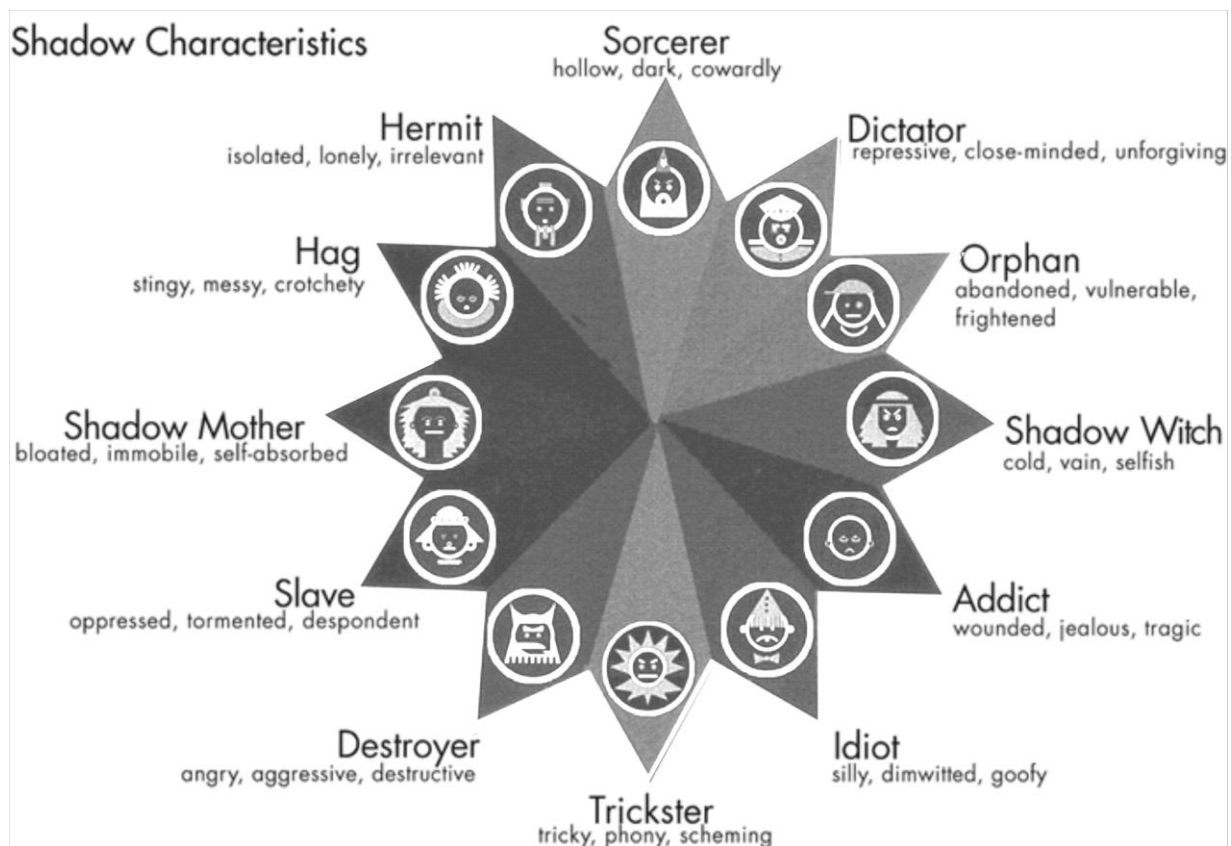 Shadow Characteristics
Sorcerer
hollow, dark, cowardly
Dictator
repressive, close-minded, unforgiving
Orphan
abandoned, vulnerable,
frightened
Shadow Witch
cold, vain, selfish
Addict
wounded, jealous, tragic
Idiot
silly, dimwitted, goofy
Trickster
tricky, phony, scheming
Destroyer
angry, aggressive, destructive
Slave
oppressed, tormented, despondent
Shadow Mother
bloated, immobile, self-absorbed
Hag
stingy, messy, crotchety
Hermit
isolated, lonely, irrelevant